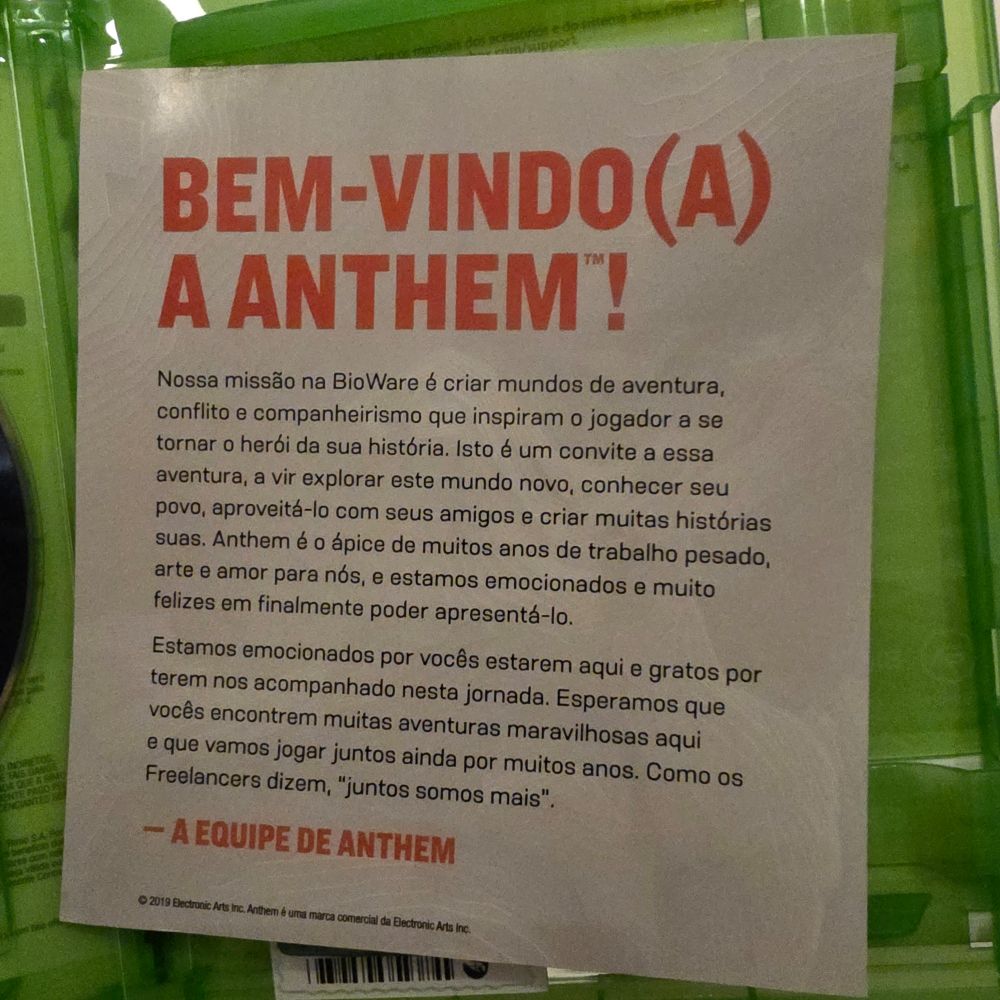 BEM-VINDO(A)
A ANTHEM™!
Nossa missão na BioWare é criar mundos de aventura,
conflito e companheirismo que inspiram o jogador a se
tornar o herói da sua história. Isto é um convite a essa
aventura, a vir explorar este mundo novo, conhecer seu
povo, aproveitá-lo com seus amigos e criar muitas histórias
suas. Anthem é o ápice de muitos anos de trabalho pesado,
arte e amor para nós, e estamos emocionados e muito
felizes em finalmente poder apresentá-lo.
Estamos emocionados por vocês estarem aqui e gratos por
terem nos acompanhado nesta jornada. Esperamos que
vocês encontrem muitas aventuras maravilhosas aqui
e que vamos jogar juntos ainda por muitos anos. Como os
Freelancers dizem, "juntos somos mais".
— A EQUIPE DE ANTHEM
© 2019 Electronic Arts Inc. Anthem é uma marca comercial da Electronic Arts Inc.